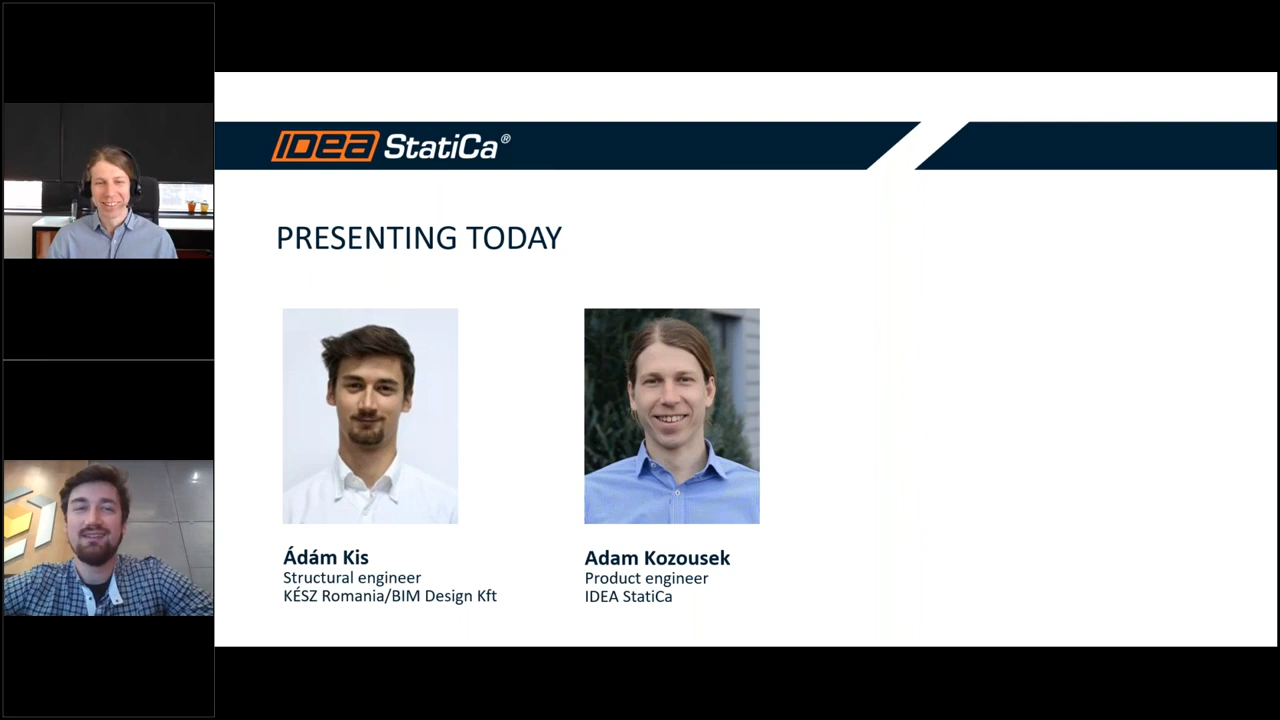 IDEA StatiCa®
PRESENTING TODAY
Ádám Kis
Structural engineer
KÉSZ Romania/BIM Design Kft
Adam Kozousek
Product engineer
IDEA StatiCa